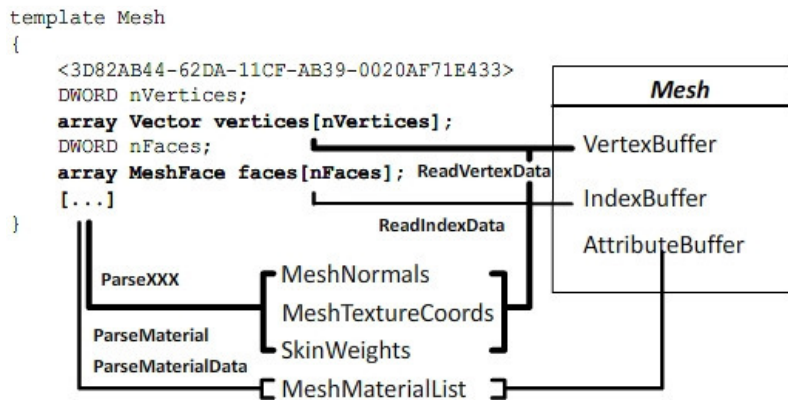 template Mesh
{
<3D82AB44-62DA-11CF-AB39-0020AF71E433>
DWORD nVertices;
array Vector vertices[nVertices];
DWORD nFaces;
array MeshFace faces[nFaces];
[...]
}
Mesh
VertexBuffer
IndexBuffer
AttributeBuffer
ReadVertexData
ReadIndexData
ParseXXX
MeshNormals
MeshTextureCoords
SkinWeights
ParseMaterial
ParseMaterialData
MeshMaterialList